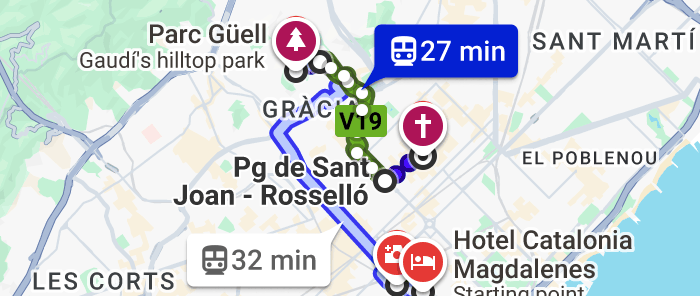 Parc Güell
Gaudí's hilltop park
27 min
SANT MARTÍ
GRÀCI
V19
EL POBLENOU
Pg de Sant
Joan - Rosselló
32 min
Hotel Catalonia
Magdalenes
Starting point
LES CORTS